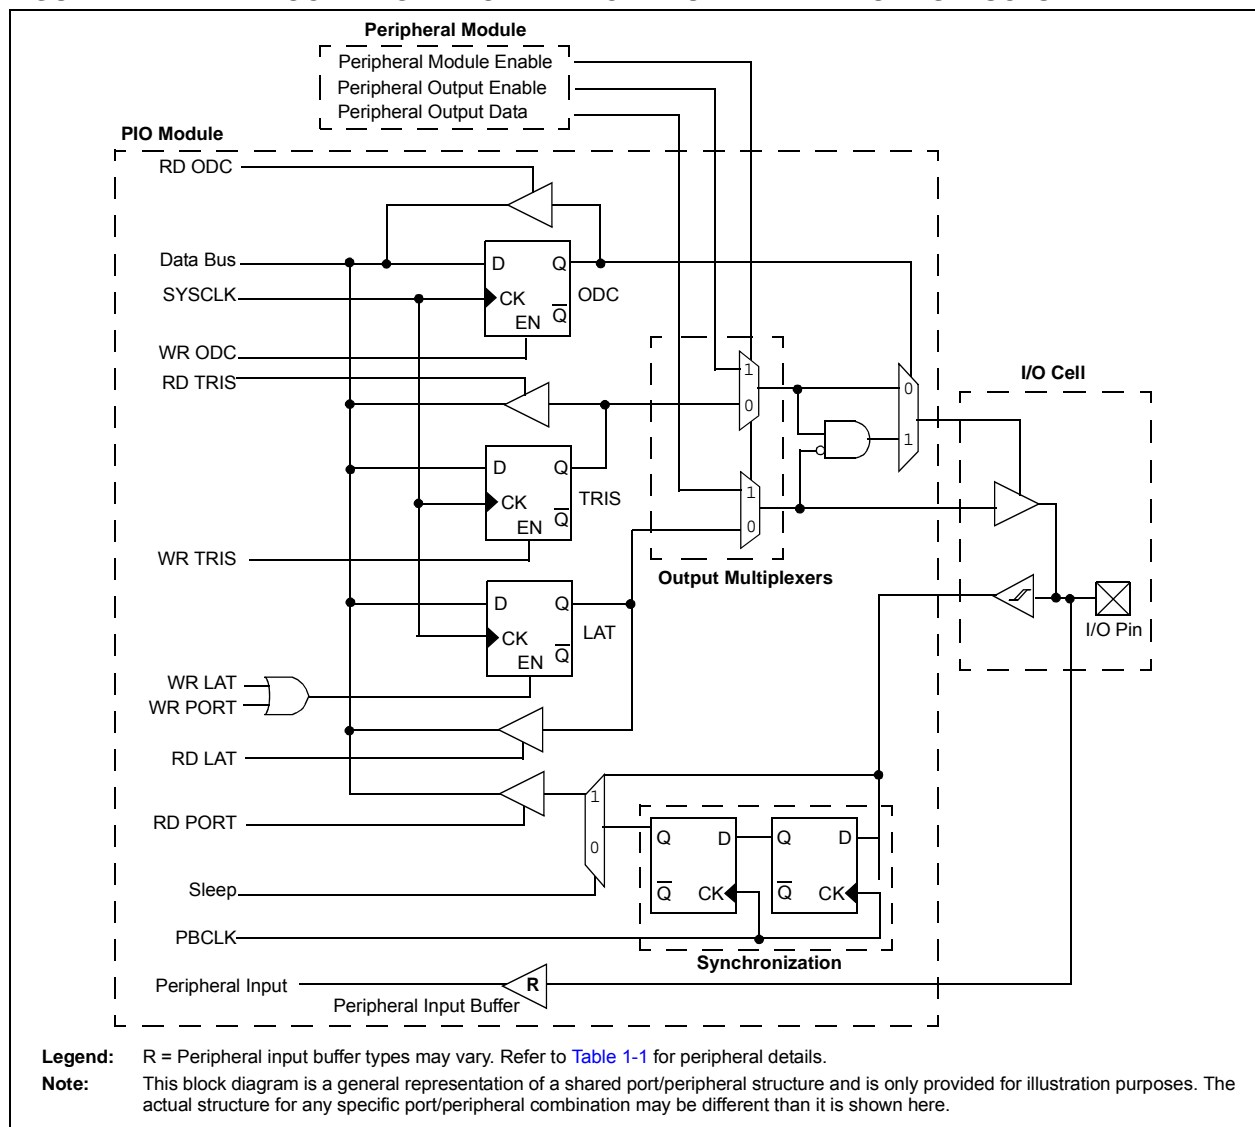 Peripheral Module
Peripheral Module Enable
Peripheral Output Enable
Peripheral Output Data
PIO Module
RD ODC
Data Bus
D
Q
ODC
SYSCLK
CK
EN
Q
WR ODC
RD TRIS
1
0
I/O Cell
0
1
D
Q
TRIS
CK
EN
Q
1
0
WR TRIS
Output Multiplexers
D
Q
LAT
CK
EN
Q
I/O Pin
WR LAT
WR PORT
RD LAT
1
0
RD PORT
Q
D
Q
D
Q
CK
Q
CK
Sleep
PBCLK
Synchronization
Peripheral Input
R
Peripheral Input Buffer
Legend: R = Peripheral input buffer types may vary. Refer to Table 1-1 for peripheral details.
Note: This block diagram is a general representation of a shared port/peripheral structure and is only provided for illustration purposes. The
actual structure for any specific port/peripheral combination may be different than it is shown here.